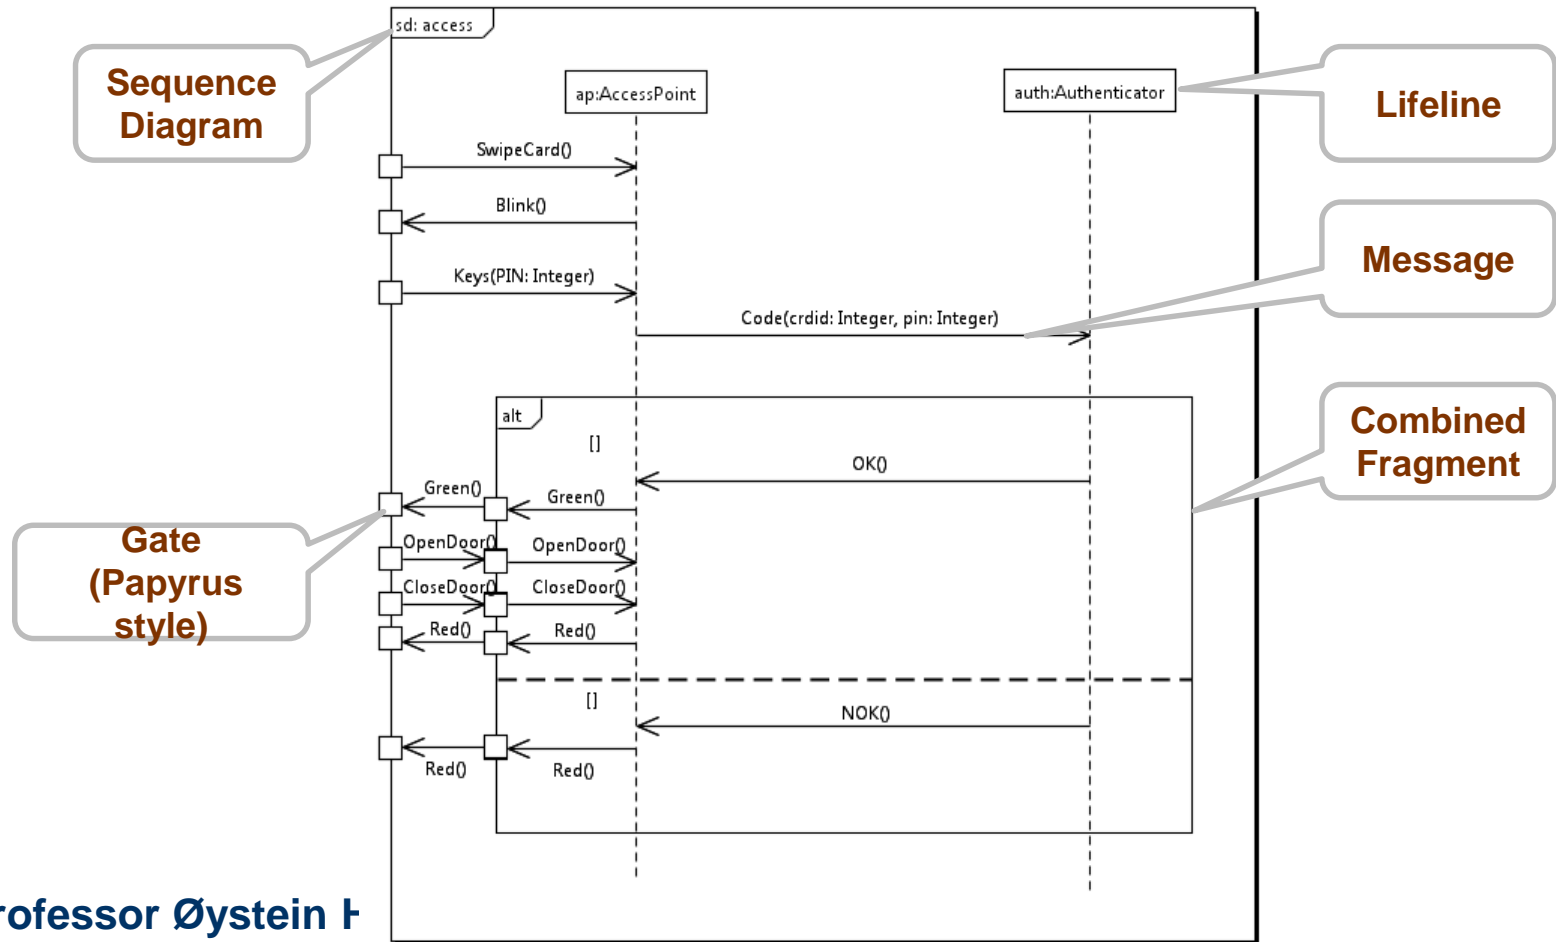 sd: access
Sequence
Diagram
ap:AccessPoint
auth:Authenticator
Lifeline
SwipeCard()
Blink()
Message
Keys(PIN: Integer)
Code(crdid: Integer, pin: Integer)
alt
Combined
Fragment
[]
OK()
Green()
Green()
Gate
(Papyrus
style)
OpenDoor()
OpenDoor()
CloseDoor()
CloseDoor()
Red()
Red()
[]
NOK()
Red()
Red()
rofessor Øystein H